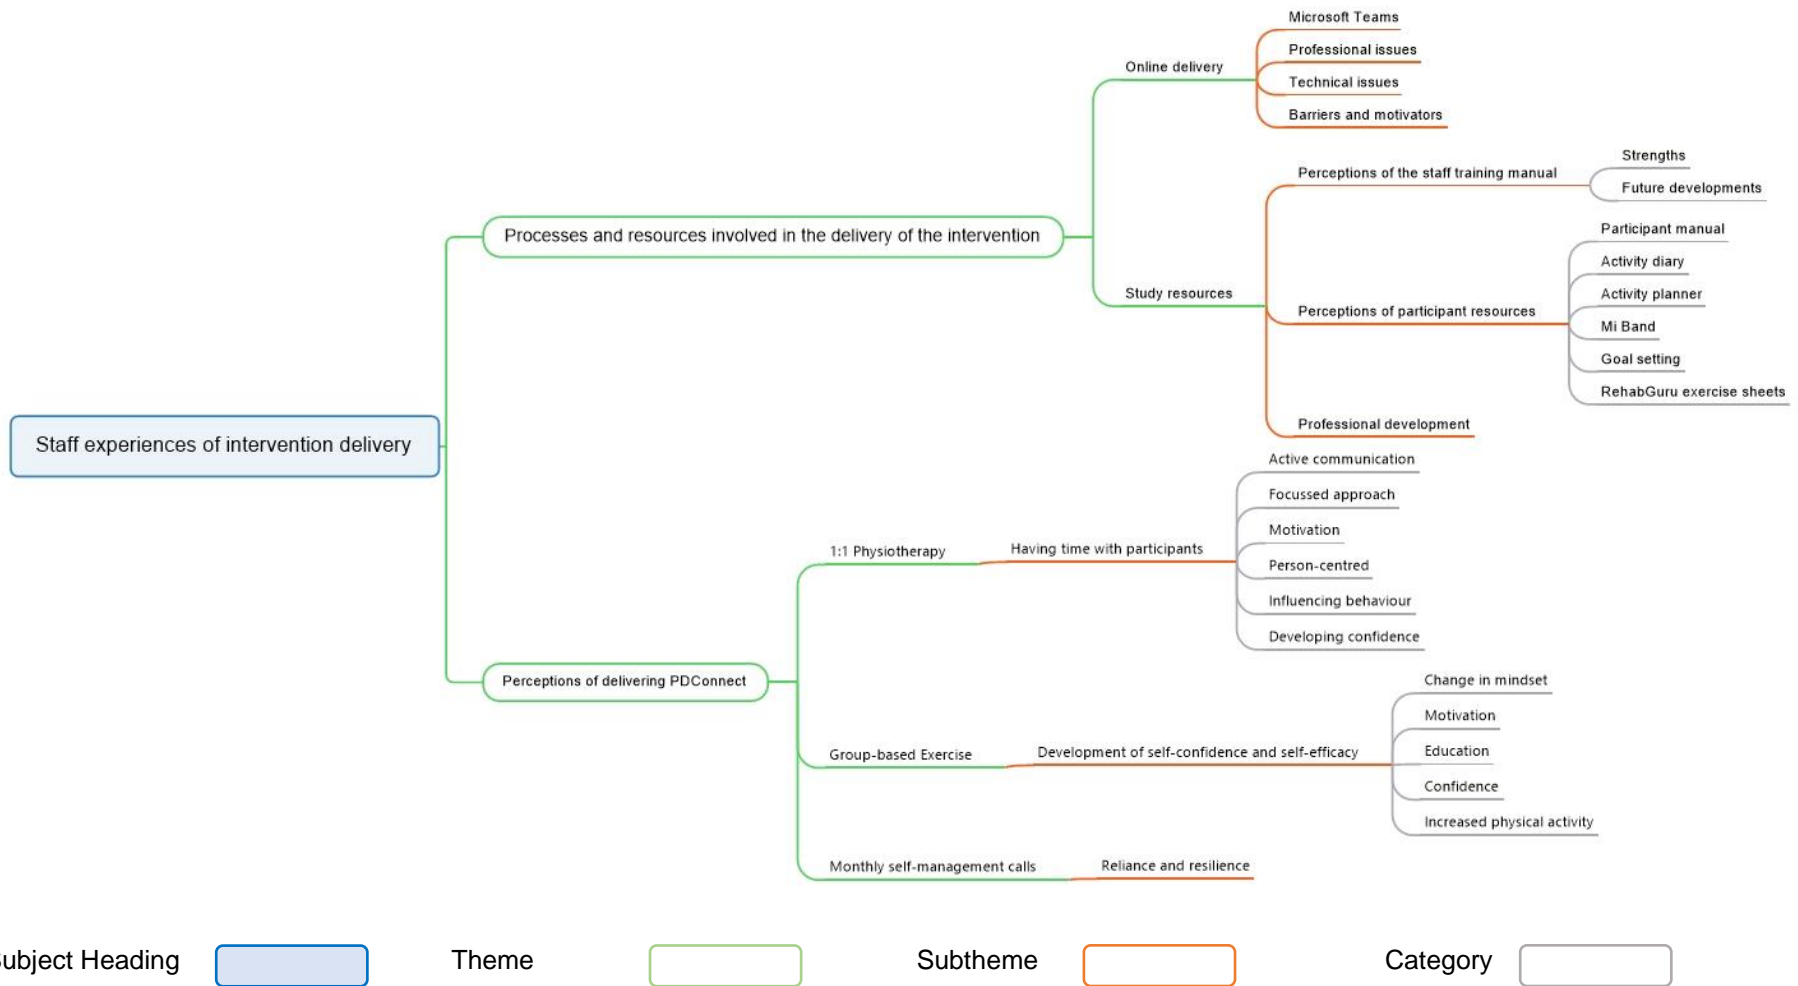 Microsoft Teams
Professional issues
Online delivery
Technical issues
Barriers and motivators
Strengths
Perceptions of the staff training manual
Future developments
Processes and resources involved in the delivery of the intervention
Participant manual
Activity diary
Study resources
Activity planner
Perceptions of participant resources
Mi Band
Goal setting
RehabGuru exercise sheets
Professional development
Staff experiences of intervention delivery
Active communication
Focussed approach
Motivation
1:1 Physiotherapy
Having time with participants
Person-centred
Influencing behaviour
Developing confidence
Perceptions of delivering PDConnect
Change in mindset
Motivation
Group-based Exercise
Development of self-confidence and self-efficacy
Education
Confidence
Increased physical activity
Monthly self-management calls
Reliance and resilience
ubject Heading
Theme
Subtheme
Category